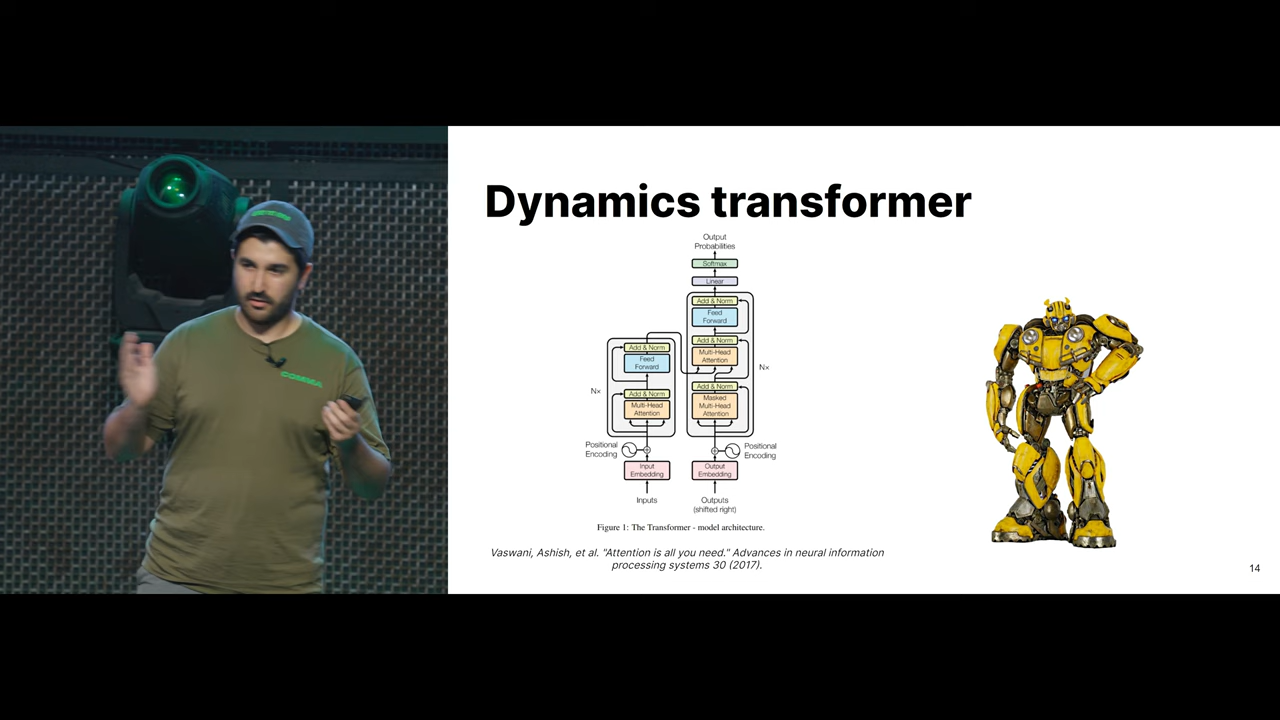 comma
Dynamics transformer
Output
Probabilities
Softmax
Linear
Add & Norm
Feed
Forward
Add & Norm
Multi-Head
Attention
Add & Norm
Masked
Multi-Head
Attention
Nx
Add & Norm
Feed
Forward
Add & Norm
Multi-Head
Attention
Nx
Positional
Encoding
Positional
Encoding
Input
Embedding
Output
Embedding
Inputs
Outputs
(shifted right)
Figure 1: The Transformer - model architecture.
Vaswani, Ashish, et al. "Attention is all you need." Advances in neural information
processing systems 30 (2017).
14